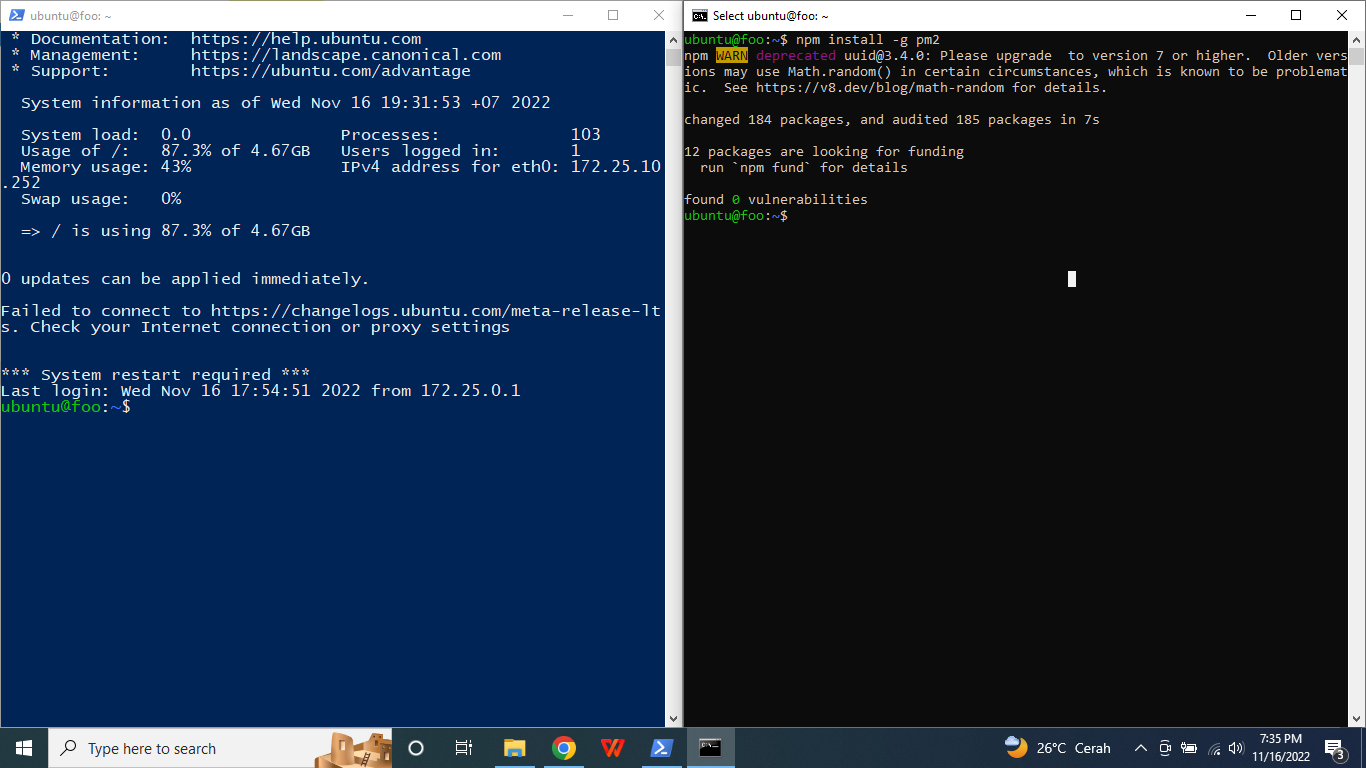 ubuntu@foo: ~
* Documentation:  https://help.ubuntu.com
* Management:     https://landscape.canonical.com
* Support:        https://ubuntu.com/advantage
System information as of Wed Nov 16 19:31:53 +07 2022
System load:  0.0               Processes:             103
Usage of /:   87.3% of 4.67GB   Users logged in:       1
Memory usage: 43%               IPv4 address for eth0: 172.25.10
.252
Swap usage:   0%
=> / is using 87.3% of 4.67GB
0 updates can be applied immediately.
Failed to connect to https://changelogs.ubuntu.com/meta-release-lt
s. Check your Internet connection or proxy settings
*** System restart required ***
Last login: Wed Nov 16 17:54:51 2022 from 172.25.0.1
ubuntu@foo:~$
Select ubuntu@foo: ~
ubuntu@foo:~$ npm install -g pm2
npm WARN deprecated uuid@3.4.0: Please upgrade  to version 7 or higher.  Older vers
ions may use Math.random() in certain circumstances, which is known to be problemat
ic.  See https://v8.dev/blog/math-random for details.
changed 184 packages, and audited 185 packages in 7s
12 packages are looking for funding
run `npm fund` for details
found 0 vulnerabilities
ubuntu@foo:~$
Type here to search
26°C Cerah
7:35 PM
11/16/2022
3